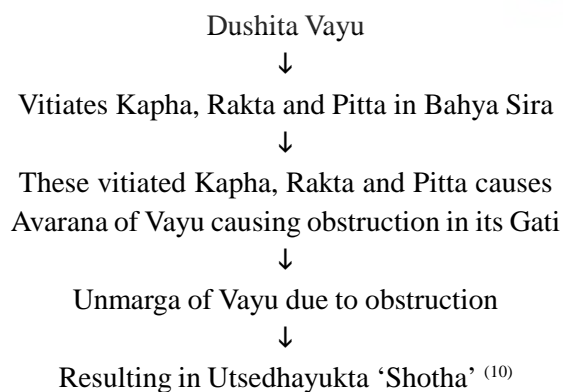 Dushita Vayu
↓
Vitiates Kapha, Rakta and Pitta in Bahya Sira
↓
These vitiated Kapha, Rakta and Pitta causes
Avarana of Vayu causing obstruction in its Gati
↓
Unmarga of Vayu due to obstruction
↓
Resulting in Utsedhayukta ‘Shotha’ (10)